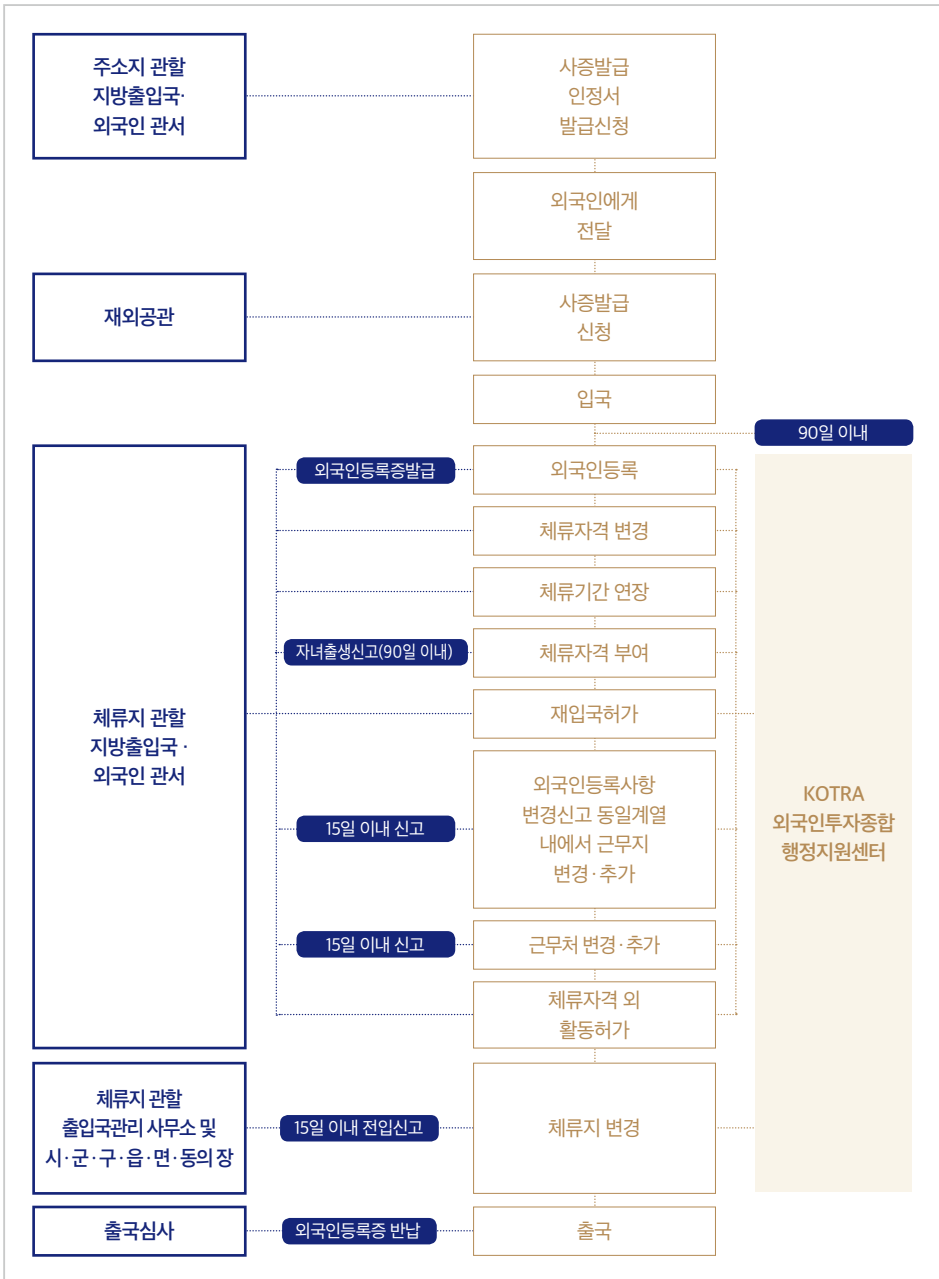 주소지 관할
지방출입국·
외국인 관서
사증발급
인정서
발급신청
외국인에게
전달
재외공관
사증발급
신청
입국
90일 이내
외국인등록증발급
외국인등록
체류자격 변경
체류기간 연장
자녀출생신고(90일 이내)
체류자격 부여
체류지 관할
지방출입국 ·
외국인 관서
재입국허가
15일 이내 신고
외국인등록사항
변경신고 동일계열
내에서 근무지
변경·추가
KOTRA
외국인투자종합
행정지원센터
15일 이내 신고
근무처 변경·추가
체류자격 외
활동허가
체류지 관할
출입국관리 사무소 및
시·군·구·읍·면·동의 장
15일 이내 전입신고
체류지 변경
출국심사
외국인등록증 반납
출국